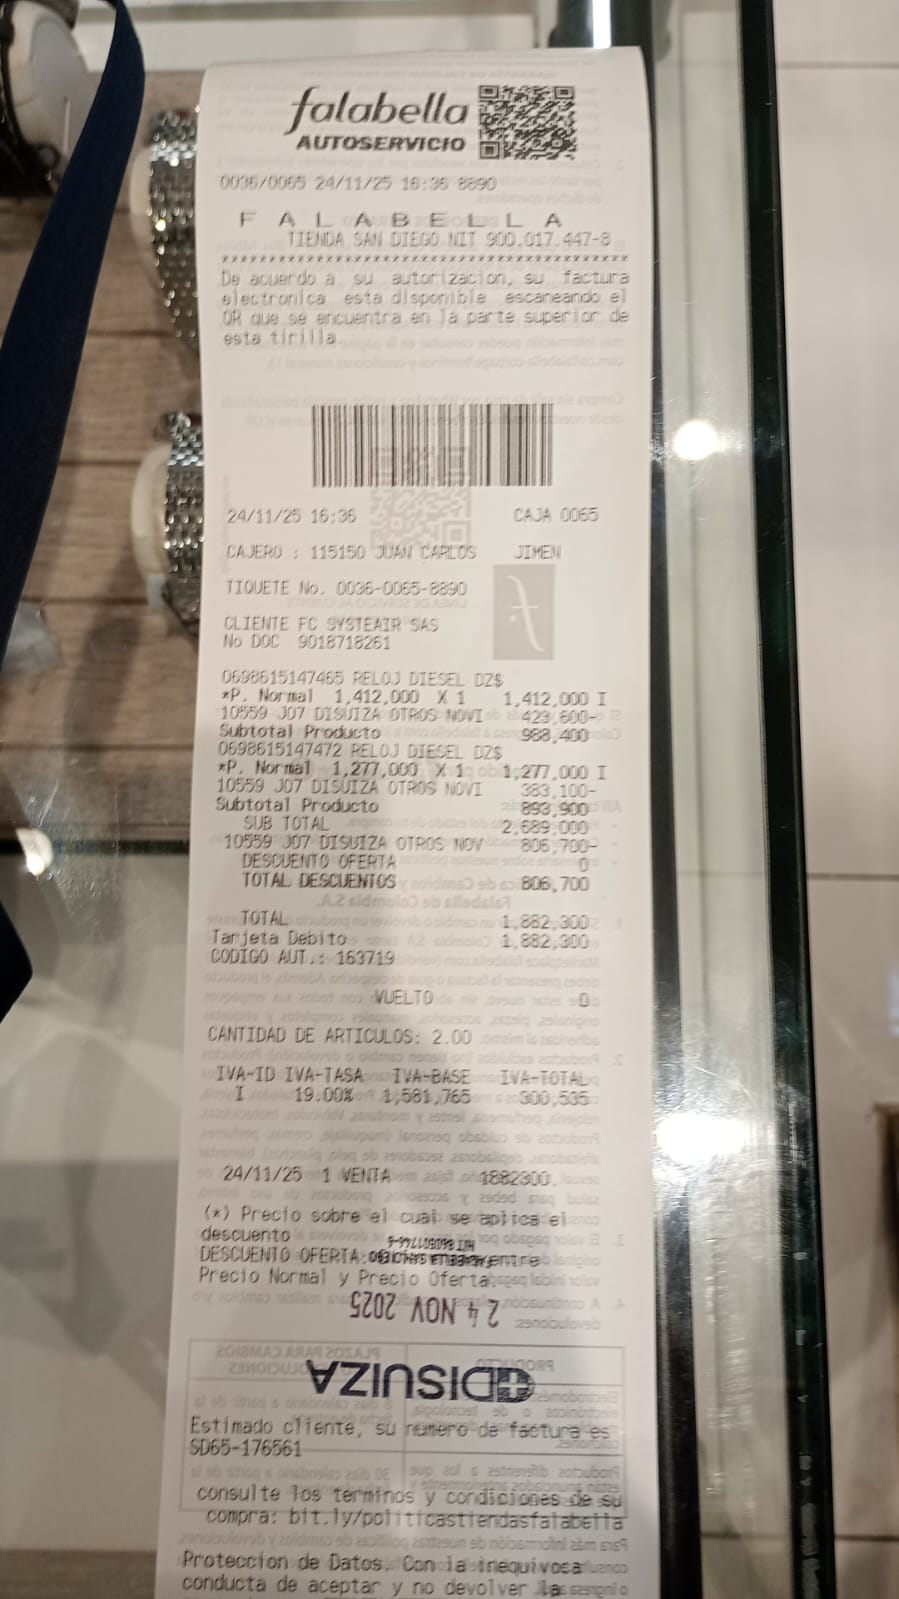 falabella
AUTOSERVICIO
0036/0065 24/11/25 16:36 8890
F A L A B E L L A
TIENDA SAN DIEGO NIT 900.017.447-8
De acuerdo a su autorizacion, su factura
electronica esta disponible escaneando el
QR que se encuentra en la parte superior de
esta tirilla.
24/11/25 16:36 CAJA 0065
CAJERO : 115150 JUAN CARLOS JIMEN
TIQUETE No. 0036-0065-8890
CLIENTE FC SYSTEAIR SAS
No DOC 9018718261
0698615147465 RELOJ DIESEL DZ$
*P. Normal 1,412,000 X 1 1,412,000 I
10559 J07 DISUIZA OTROS NOVI 423,600-
Subtotal Producto 988,400
0698615147472 RELOJ DIESEL DZ$
*P. Normal 1,277,000 X 1 1,277,000 I
10559 J07 DISUIZA OTROS NOVI 383,100-
Subtotal Producto 893,900
SUB TOTAL 2,689,000
10559 J07 DISUIZA OTROS NOV 806,700-
DESCUENTO OFERTA 0
TOTAL DESCUENTOS 806,700
TOTAL 1,882,300
Tarjeta Debito 1,882,300
CODIGO AUT.: 163719
VUELTO 0
CANTIDAD DE ARTICULOS: 2.00
IVA-ID IVA-TASA IVA-BASE IVA-TOTAL
I 19.00% 1,581,765 300,535
24/11/25 1 VENTA 1882300
(*) Precio sobre el cual se aplica el
descuento
DESCUENTO OFERTA: entre
Precio Normal y Precio Oferta
24 NOV 2025
DISUIZA
Estimado cliente, su numero de factura es
SD65-176561
consulte los terminos y condiciones de su
compra: bit.ly/politicastiendasfalabella
Proteccion de Datos. Con la inequivosa
conducta de aceptar y no devolver la